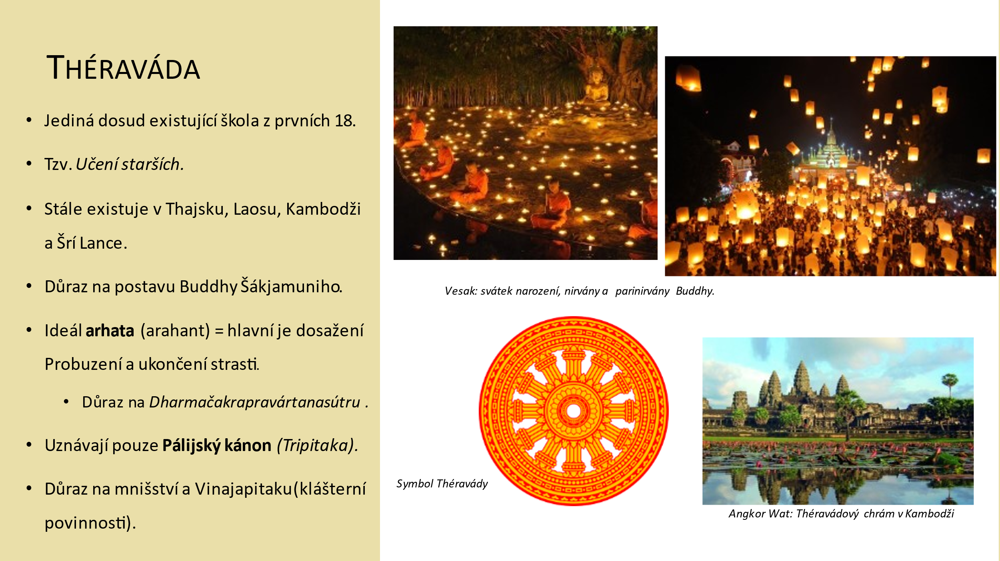 THÉRAVÁDA
• Jediná dosud existující škola z prvních 18.
• Tzv. Učení starších.
• Stále existuje v Thajsku, Laosu, Kambodži
a Šrí Lance.
• Důraz na postavu Buddhy Šákjamuniho.
• Ideál arhata (arahant) = hlavní je dosažení
Probuzení a ukončení strasti.
• Důraz na Dharmačakrapravártanasútru .
• Uznávají pouze Pálijský kánon (Tripitaka).
• Důraz na mnišství a Vinajapitaku(klášterní
povinnosti).
Vesak: svátek narození, nirvány a parinirvány Buddhy.
Symbol Théravády
Angkor Wat: Théravádový chrám v Kambodži